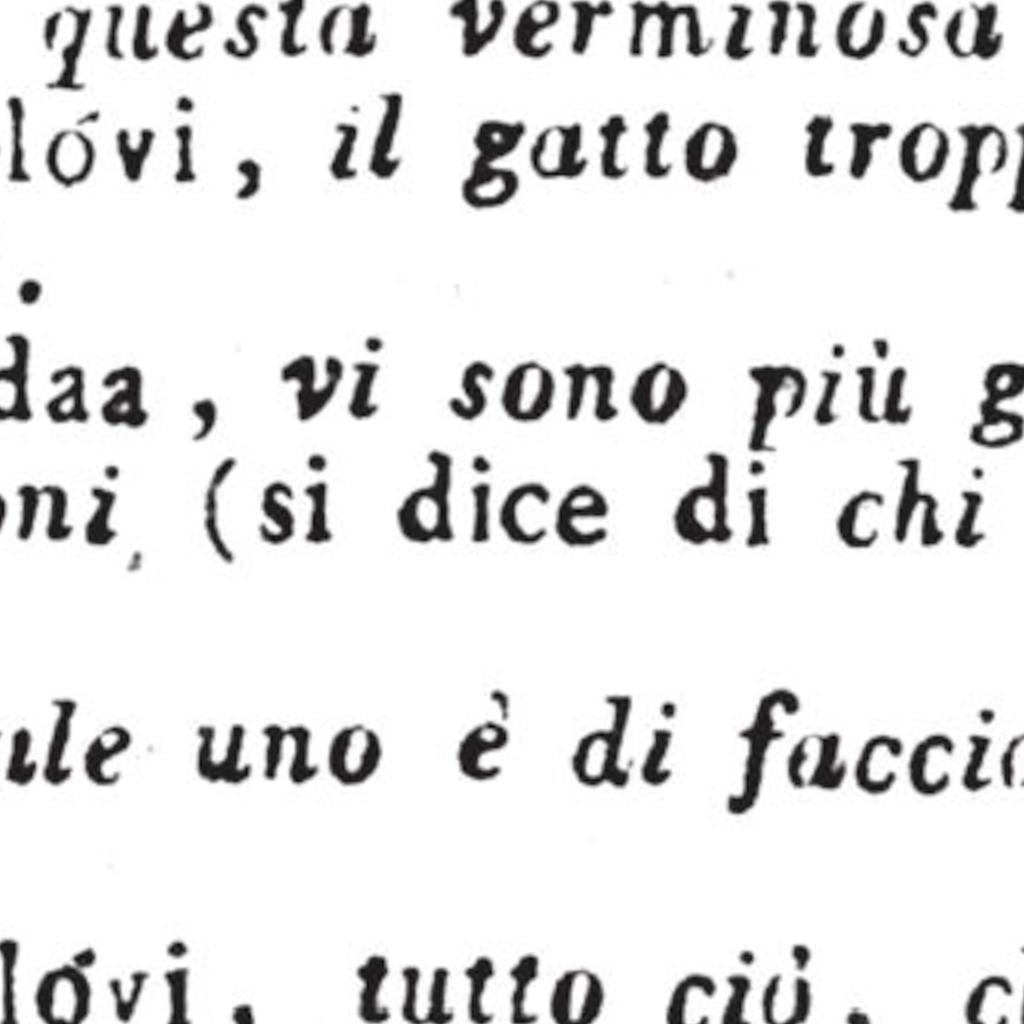 questa verminosa
lóvi, il gatto tropp
.
daa, vi sono più g
oni, (si dice di chi
ule uno è di faccia
lóvi, tutto ciò, c